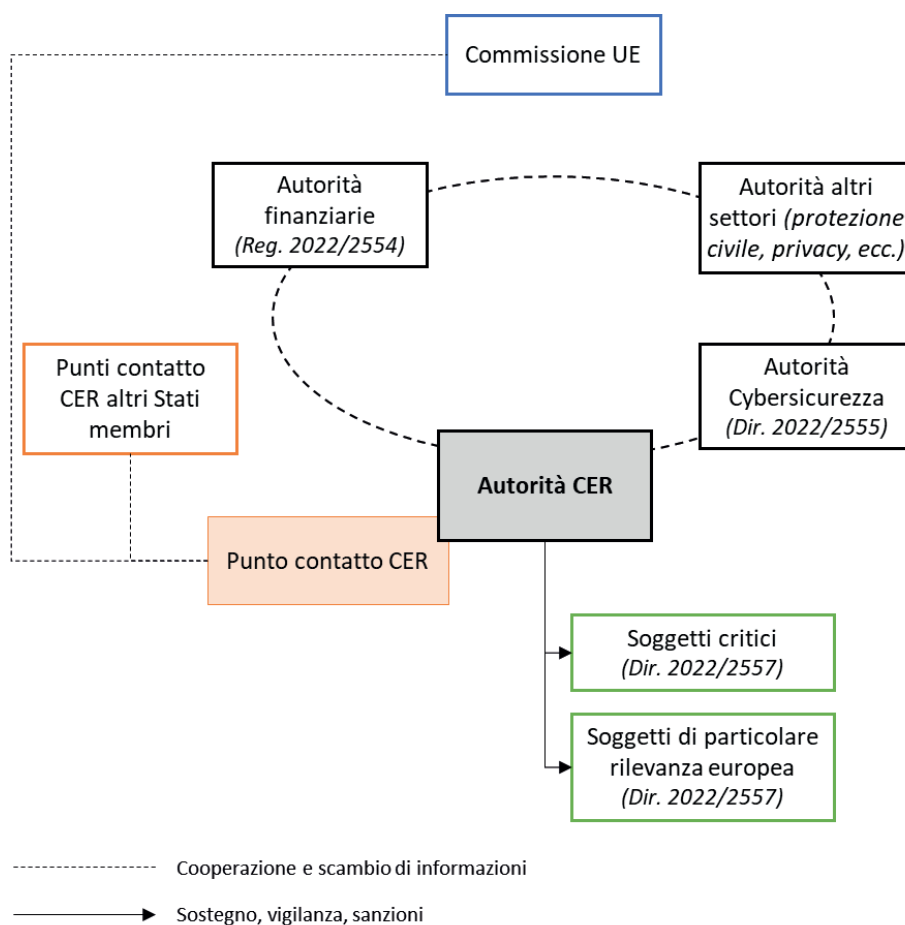 Commissione UE
Autorità
finanziarie
(Reg. 2022/2554)
Autorità altri
settori (protezione
civile, privacy, ecc.)
Punti contatto
CER altri Stati
membri
Autorità
Cybersicurezza
(Dir. 2022/2555)
Autorità CER
Punto contatto CER
Soggetti critici
(Dir. 2022/2557)
Soggetti di particolare
rilevanza europea
(Dir. 2022/2557)
Cooperazione e scambio di informazioni
Sostegno, vigilanza, sanzioni